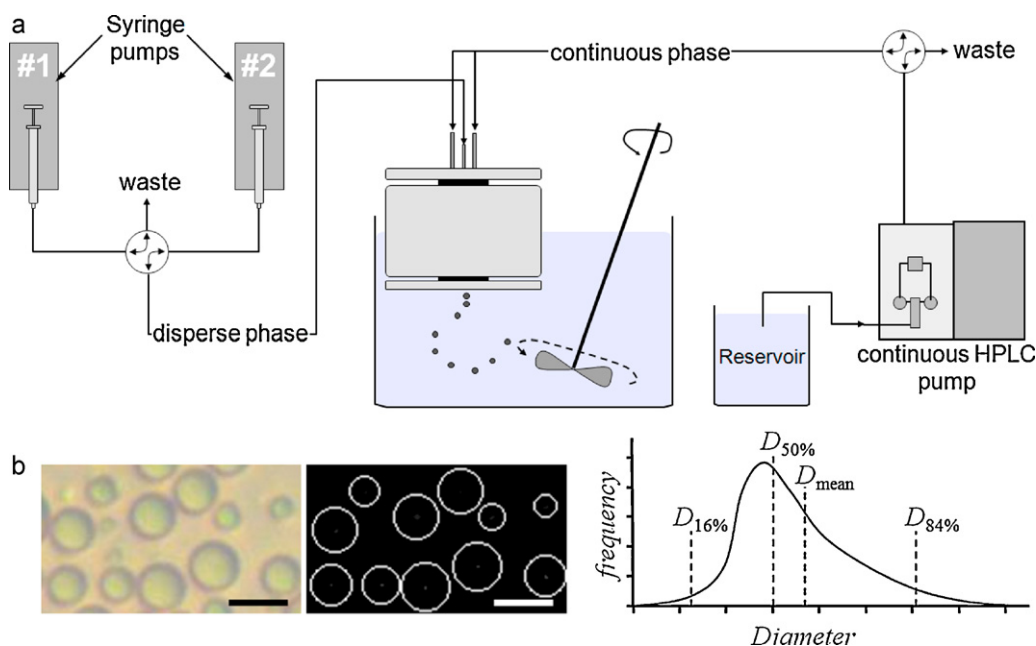 a
Syringe
pumps
#1
#2
continuous phase
waste
waste
disperse phase
Reservoir
continuous HPLC
pump
b
D50%
Dmean
D16%
D84%
frequency
Diameter